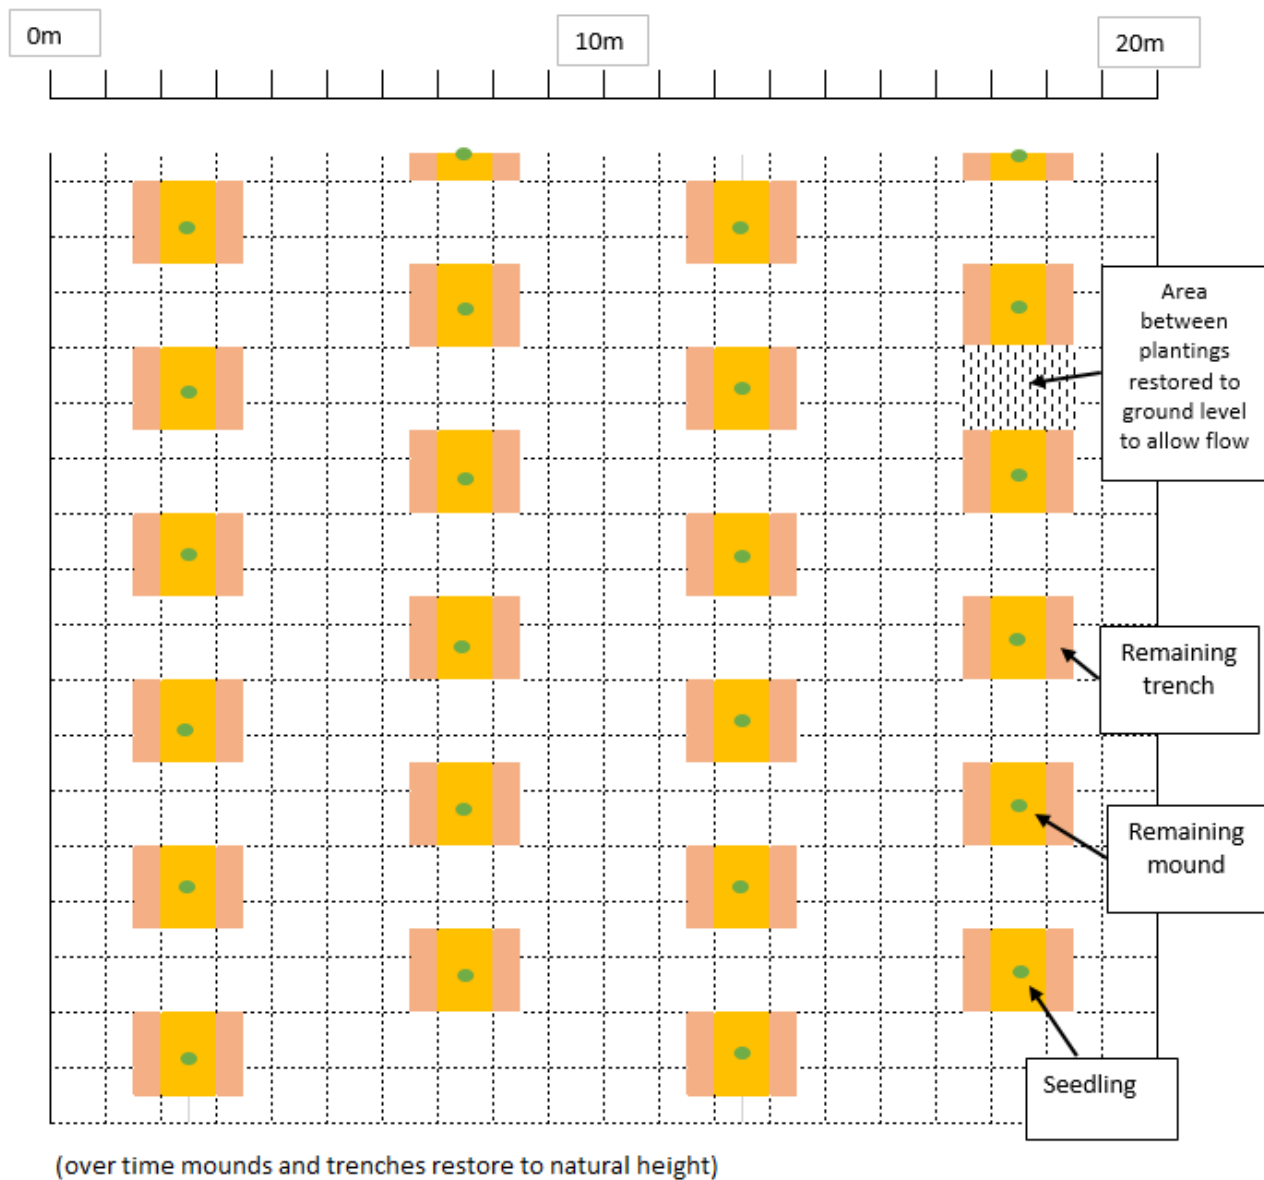 0m
10m
20m
Area
between
plantings
restored to
ground level
to allow flow
Remaining
trench
Remaining
mound
Seedling
(over time mounds and trenches restore to natural height)